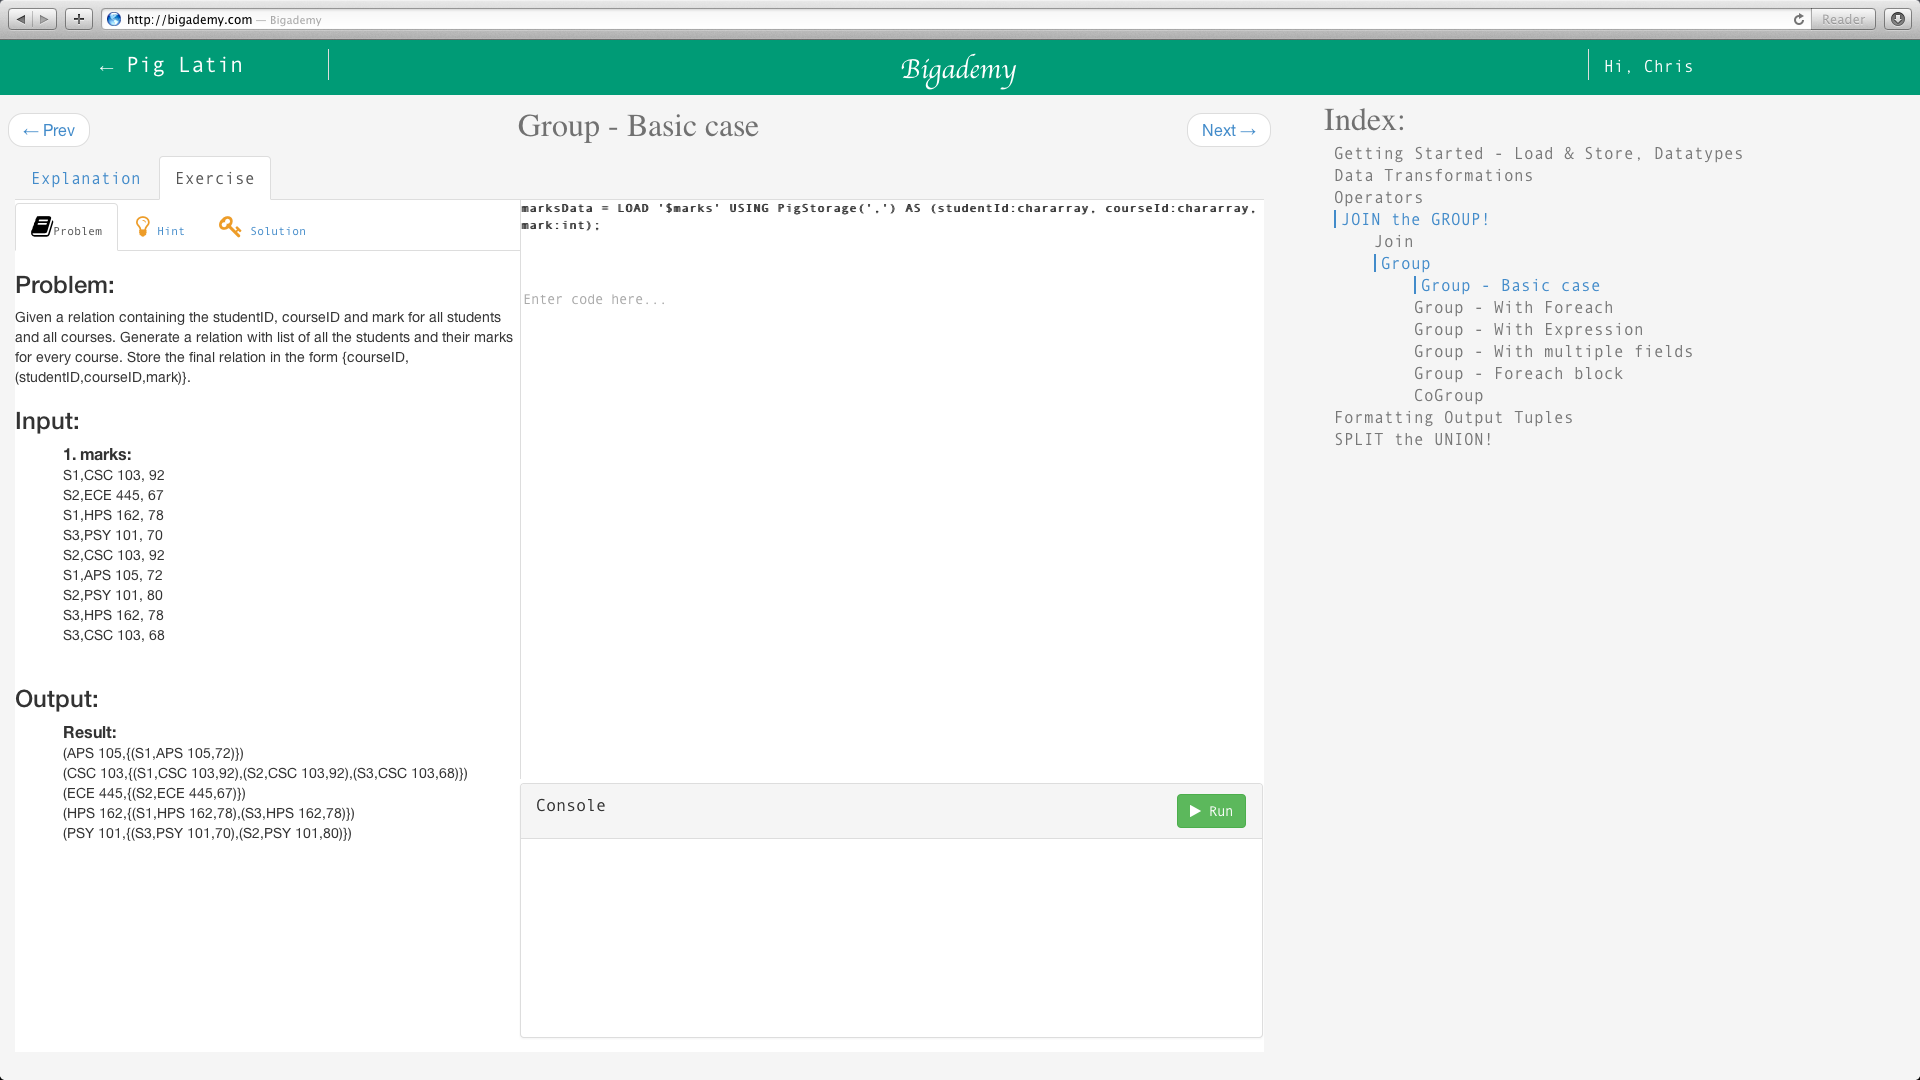 http://bigademy.com — Bigademy
Reader
← Pig Latin
Bigademy
Hi, Chris
← Prev
Group - Basic case
Next →
Explanation
Exercise
Problem
Hint
Solution
Problem:
Given a relation containing the studentID, courseID and mark for all students
and all courses. Generate a relation with list of all the students and their marks
for every course. Store the final relation in the form {courseID,
(studentID,courseID,mark)}.
Input:
1. marks:
S1,CSC 103, 92
S2,ECE 445, 67
S1,HPS 162, 78
S3,PSY 101, 70
S2,CSC 103, 92
S1,APS 105, 72
S2,PSY 101, 80
S3,HPS 162, 78
S3,CSC 103, 68
Output:
Result:
(APS 105,{(S1,APS 105,72)})
(CSC 103,{(S1,CSC 103,92),(S2,CSC 103,92),(S3,CSC 103,68)})
(ECE 445,{(S2,ECE 445,67)})
(HPS 162,{(S1,HPS 162,78),(S3,HPS 162,78)})
(PSY 101,{(S3,PSY 101,70),(S2,PSY 101,80)})
marksData = LOAD '$marks' USING PigStorage(',') AS (studentId:chararray, courseId:chararray,
mark:int);
Enter code here...
Console
Run
Index:
Getting Started - Load & Store, Datatypes
Data Transformations
Operators
JOIN the GROUP!
Join
Group
Group - Basic case
Group - With Foreach
Group - With Expression
Group - With multiple fields
Group - Foreach block
CoGroup
Formatting Output Tuples
SPLIT the UNION!